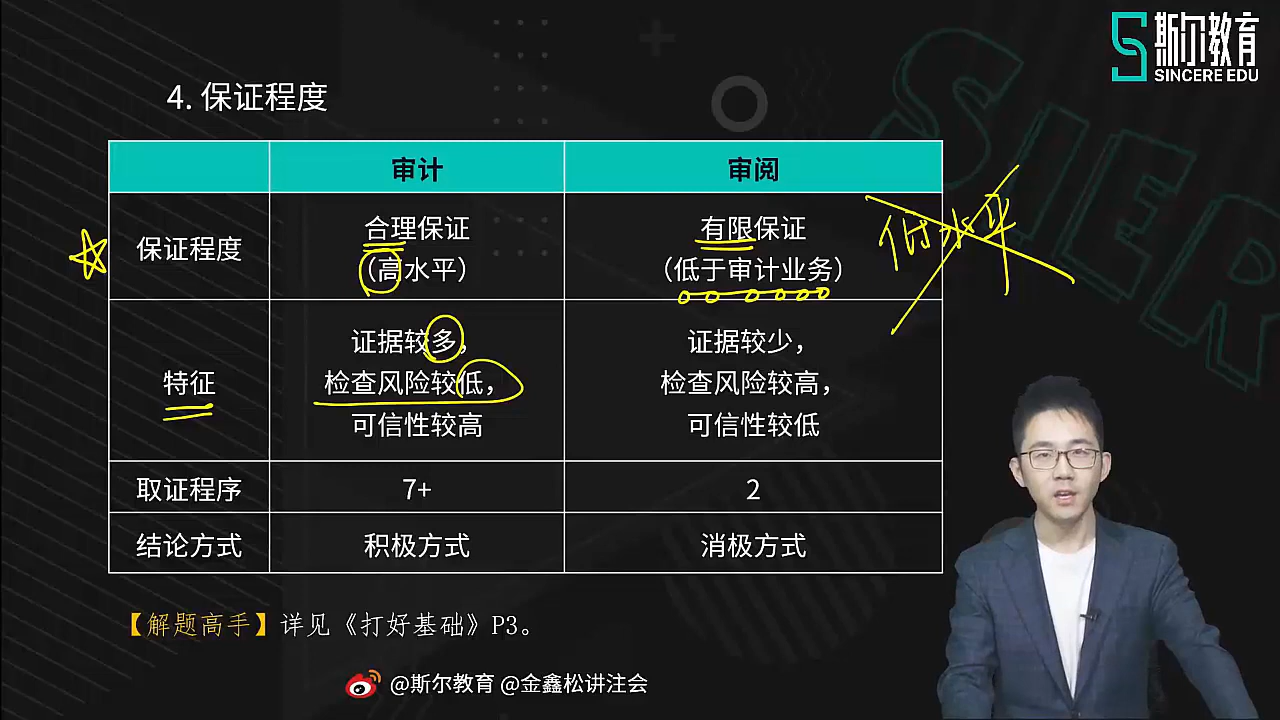 斯尔教育
SINCERE EDU
SIER
4. 保证程度
审计 审阅
保证程度 合理保证 有限保证
(高水平) (低于审计业务)
低水平
特征 证据较多, 证据较少,
检查风险较低, 检查风险较高,
可信性较高 可信性较低
取证程序 7+ 2
结论方式 积极方式 消极方式
【解题高手】详见《打好基础》P3。
@斯尔教育 @金鑫松讲注会